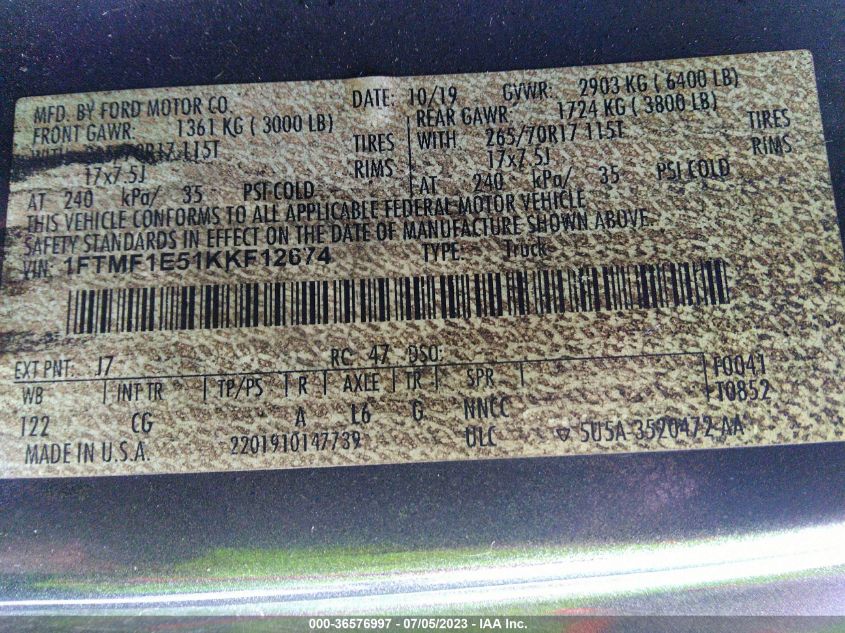 MFD. BY FORD MOTOR CO
DATE: 10/19 GVWR: 2903 KG ( 6400 LB)
FRONT GAWR: 1361 KG ( 3000 LB)
REAR GAWR: 1724 KG ( 3800 LB)
WITH 265/70R17 115T TIRES
WITH 265/70R17 115T TIRES
17x7.5J RIMS
17x7.5J RIMS
AT 240 kPa/ 35 PSI COLD
AT 240 kPa/ 35 PSI COLD
THIS VEHICLE CONFORMS TO ALL APPLICABLE FEDERAL MOTOR VEHICLE
SAFETY STANDARDS IN EFFECT ON THE DATE OF MANUFACTURE SHOWN ABOVE.
VIN: 1FTMF1E51KKF12674 TYPE: Truck
EXT PNT: J7 RC: 47 DSO:
WB INT TR TP/PS R AXLE TR SPR F0041
T0852
122 CG A L6 G NNCC
MADE IN U.S.A. 2201910147739 ULC 5U5A-3520472-AA
000-36576997 - 07/05/2023 - IAA Inc.